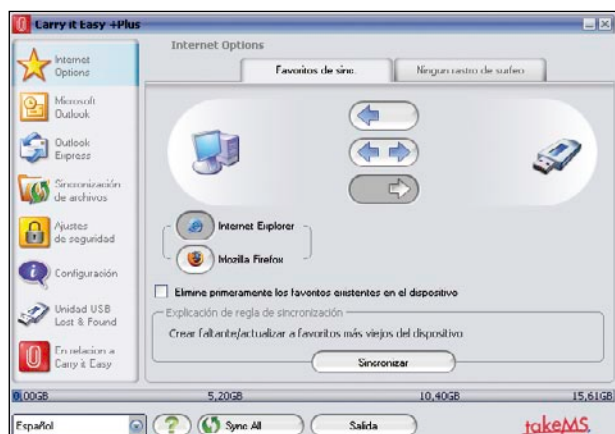 Carry it Easy +Plus
Internet Options
Internet
Options
Microsoft
Outlook
Outlook
Express
Sincronización
de archivos
Ajustes
de seguridad
Configuración
Unidad USB
Lost & Found
En relacion a
Carry it Easy
Favoritos de sinc.
Ningun rastro de surfeo
Internet Explorer
Mozilla Firefox
Elimine primeramente los favoritos existentes en el dispositivo
Explicación de regla de sincronización
Crear faltante/actualizar a favoritos más viejos del dispositivo
Sincronizar
0,00GB
5,20GB
10,40GB
15,61GB
Español
?
Sync All
Salida
takeMS